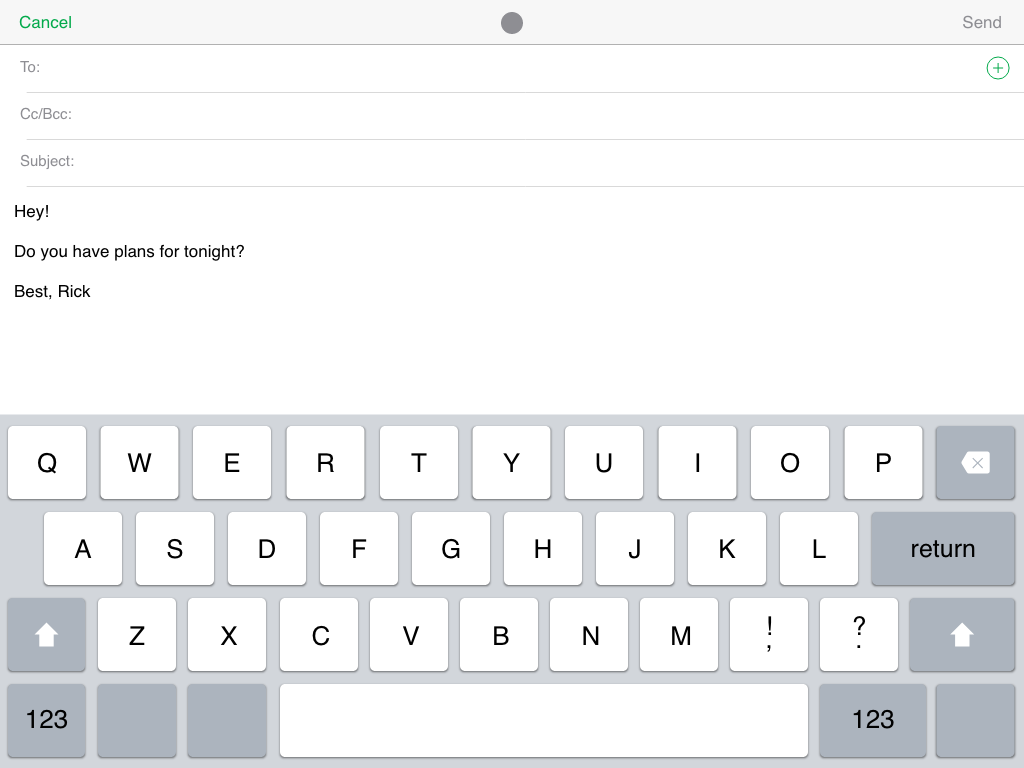 Cancel Send
To:
Cc/Bcc:
Subject:
Hey!
Do you have plans for tonight?
Best, Rick
Q W E R T Y U I O P
A S D F G H J K L return
Z X C V B N M ! , ? .
123 123